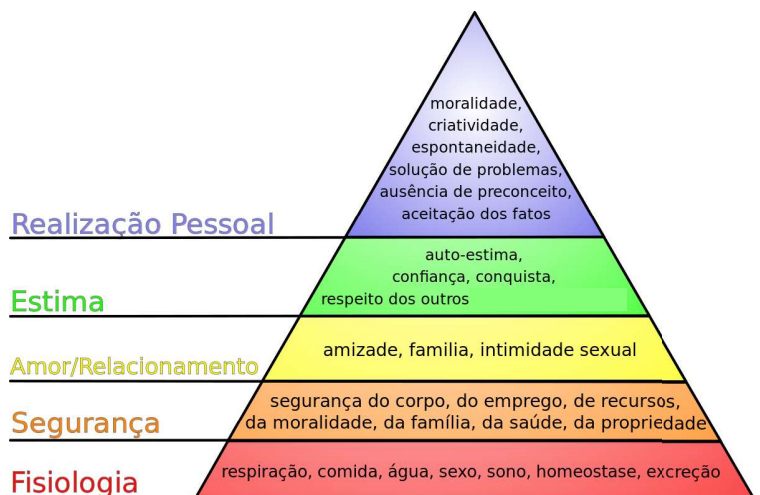 moralidade,
criatividade,
espontaneidade,
solução de problemas,
ausência de preconceito,
aceitação dos fatos
Realização Pessoal
auto-estima,
confiança, conquista,
respeito dos outros
Estima
amizade, familia, intimidade sexual
Amor/Relacionamento
segurança do corpo, do emprego, de recursos,
da moralidade, da família, da saúde, da propriedade
Segurança
respiração, comida, água, sexo, sono, homeostase, excreção
Fisiologia